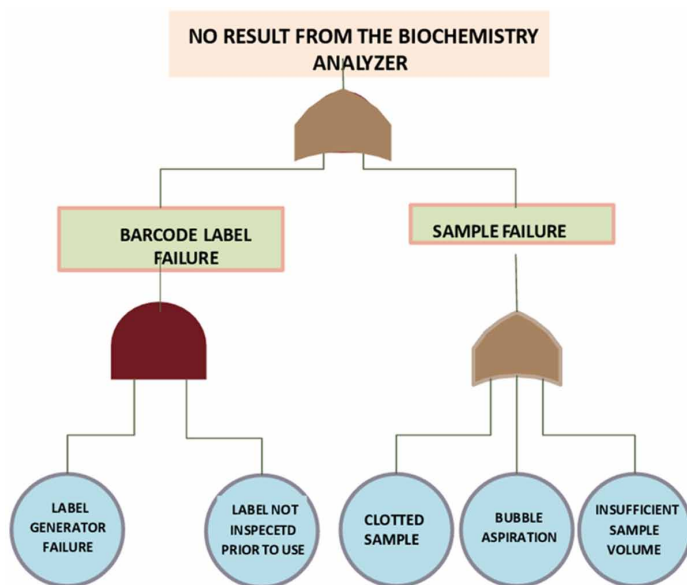 NO RESULT FROM THE BIOCHEMISTRY
ANALYZER
BARCODE LABEL
FAILURE
SAMPLE FAILURE
LABEL
GENERATOR
FAILURE
LABEL NOT
INSPECETD
PRIOR TO USE
CLOTTED
SAMPLE
BUBBLE
ASPIRATION
INSUFFICIENT
SAMPLE
VOLUME